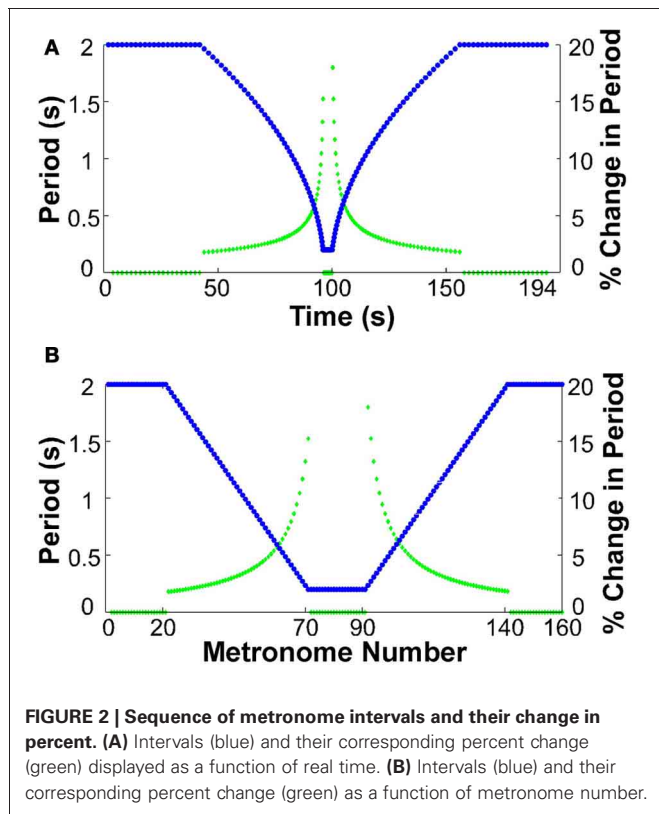 A
2
1.5
1
0.5
0
Period (s)
20
15
10
5
0
% Change in Period
0
50
100
150
194
Time (s)
B
2
1.5
1
0.5
0
Period (s)
20
15
10
5
0
% Change in Period
0
20
70
90
140
160
Metronome Number
FIGURE 2 | Sequence of metronome intervals and their change in
percent. (A) Intervals (blue) and their corresponding percent change
(green) displayed as a function of real time. (B) Intervals (blue) and their
corresponding percent change (green) as a function of metronome number.